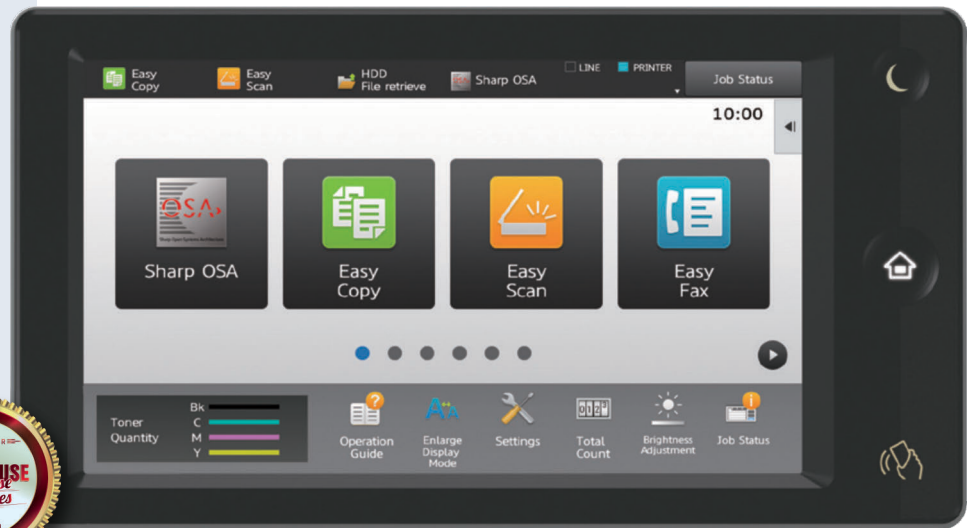 Easy
Copy
Easy
Scan
HDD
File retrieve
Sharp OSA
LINE
PRINTER
Job Status
10:00
OSA
Sharp OSA
Easy
Copy
Easy
Scan
Easy
Fax
Toner
Quantity
Bk
C
M
Y
Operation
Guide
Enlarge
Display
Mode
Settings
Total
Count
Brightness
Adjustment
Job Status